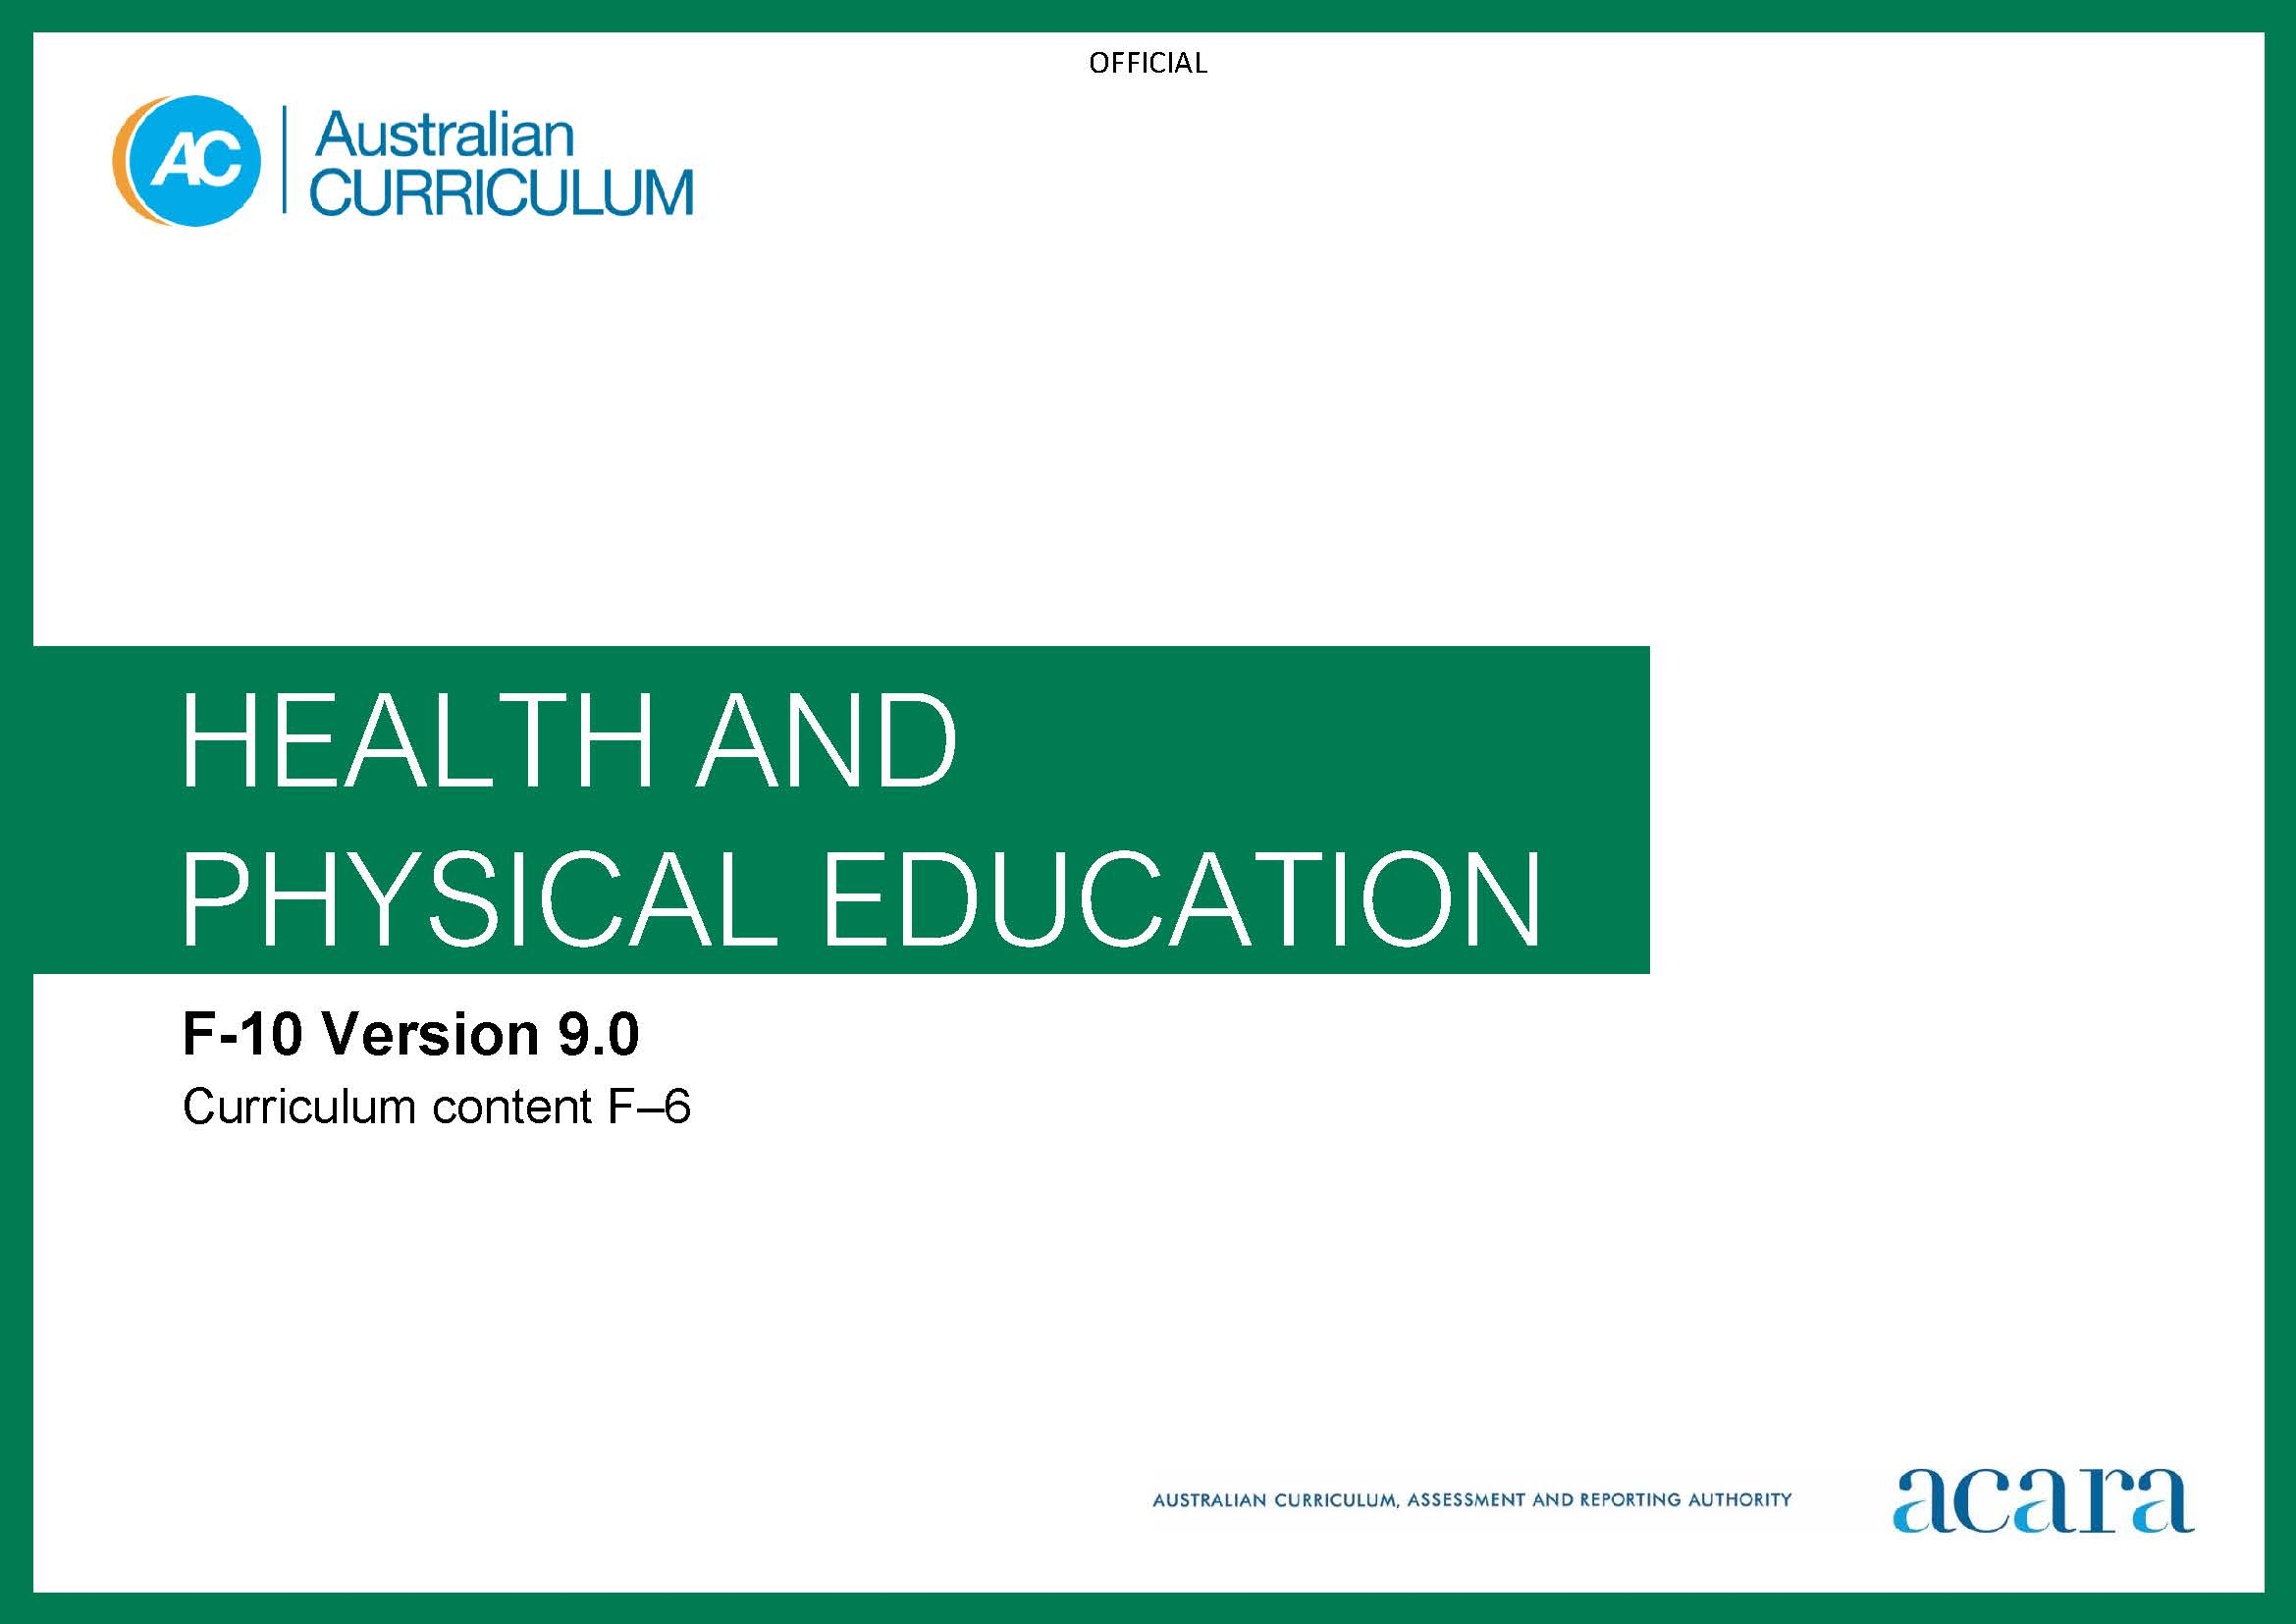 OFFICIAL
AC
Australian
CURRICULUM
HEALTH AND
PHYSICAL EDUCATION
F-10 Version 9.0
Curriculum content F–6
AUSTRALIAN CURRICULUM, ASSESSMENT AND REPORTING AUTHORITY
acara